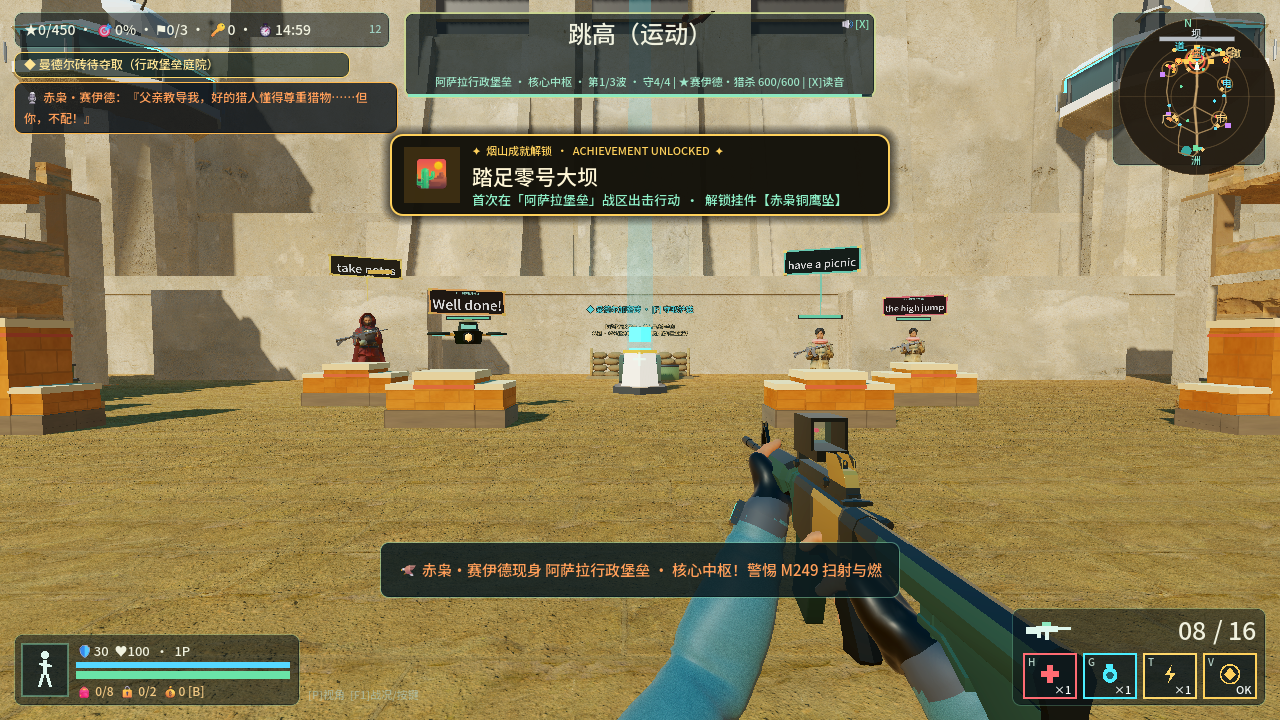 ★0/450 · 0% · 0/3 · 0 · 14:59 12
曼德尔砖待夺取（行政堡垒庭院）
赤枭·赛伊德：『父亲教导我，好的猎人懂得尊重猎物……但
你，不配！』
跳高（运动）
[X]
阿萨拉行政堡垒 · 核心中枢 · 第1/3波 · 守4/4 | ★赛伊德·猎杀 600/600 | [X]读音
N
坝
洲
✦ 烟山成就解锁 · ACHIEVEMENT UNLOCKED ✦
踏足零号大坝
首次在「阿萨拉堡垒」战区出击行动 · 解锁挂件【赤枭铜鹰坠】
take notes
Well done!
have a picnic
the high jump
赤枭·赛伊德现身 阿萨拉行政堡垒 · 核心中枢！警惕 M249 扫射与燃
30 ♥100 · 1P
0/8 0/2 0 [B]
08 / 16
H ×1
G ×1
T ×1
V OK